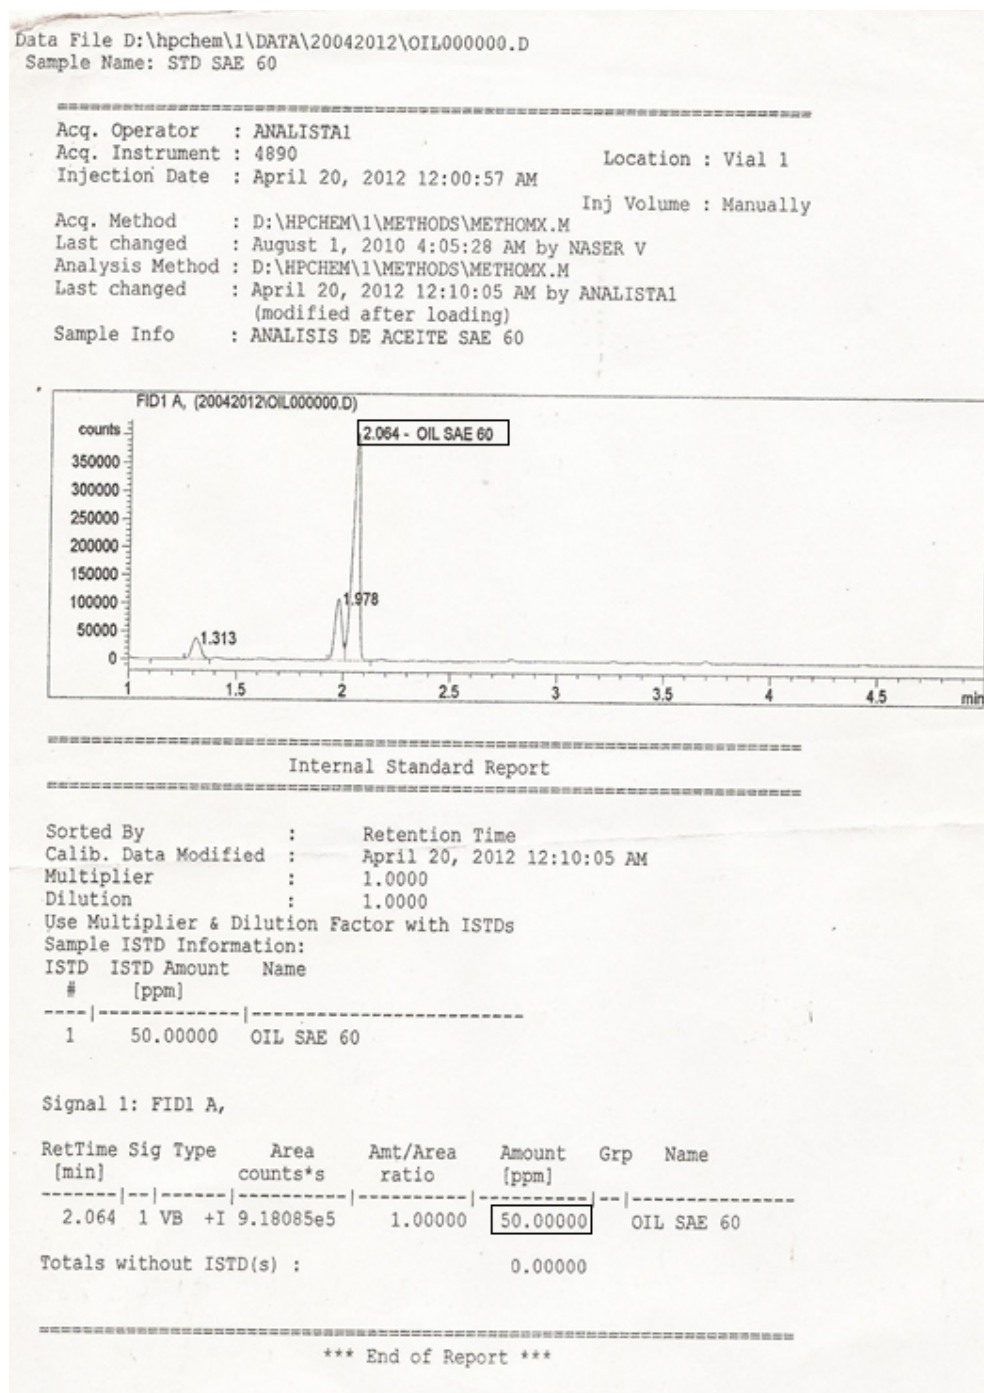 Data File D:\hpchem\1\DATA\20042012\OIL000000.D
Sample Name: STD SAE 60
=====================================================================
Acq. Operator : ANALISTA1
Acq. Instrument : 4890 Location : Vial 1
Injection Date : April 20, 2012 12:00:57 AM
Inj Volume : Manually
Acq. Method : D:\HPCHEM\1\METHODS\METHOMX.M
Last changed : August 1, 2010 4:05:28 AM by NASER V
Analysis Method : D:\HPCHEM\1\METHODS\METHOMX.M
Last changed : April 20, 2012 12:10:05 AM by ANALISTA1
(modified after loading)
Sample Info : ANALISIS DE ACEITE SAE 60
FID1 A, (20042012\OIL000000.D)
counts
2.064 - OIL SAE 60
350000
300000
250000
200000
150000
100000
1.978
50000
1.313
0
1 1.5 2 2.5 3 3.5 4 4.5 min
=====================================================================
Internal Standard Report
=====================================================================
Sorted By : Retention Time
Calib. Data Modified : April 20, 2012 12:10:05 AM
Multiplier : 1.0000
Dilution : 1.0000
Use Multiplier & Dilution Factor with ISTDs
Sample ISTD Information:
ISTD ISTD Amount Name
# [ppm]
----|-------------|-------------------------
1 50.00000 OIL SAE 60
Signal 1: FID1 A,
RetTime Sig Type Area Amt/Area Amount Grp Name
[min] counts*s ratio [ppm]
-------|--|------|----------|----------|----------|--|---------------
2.064 1 VB +I 9.18085e5 1.00000 50.00000 OIL SAE 60
Totals without ISTD(s) : 0.00000
=====================================================================
*** End of Report ***